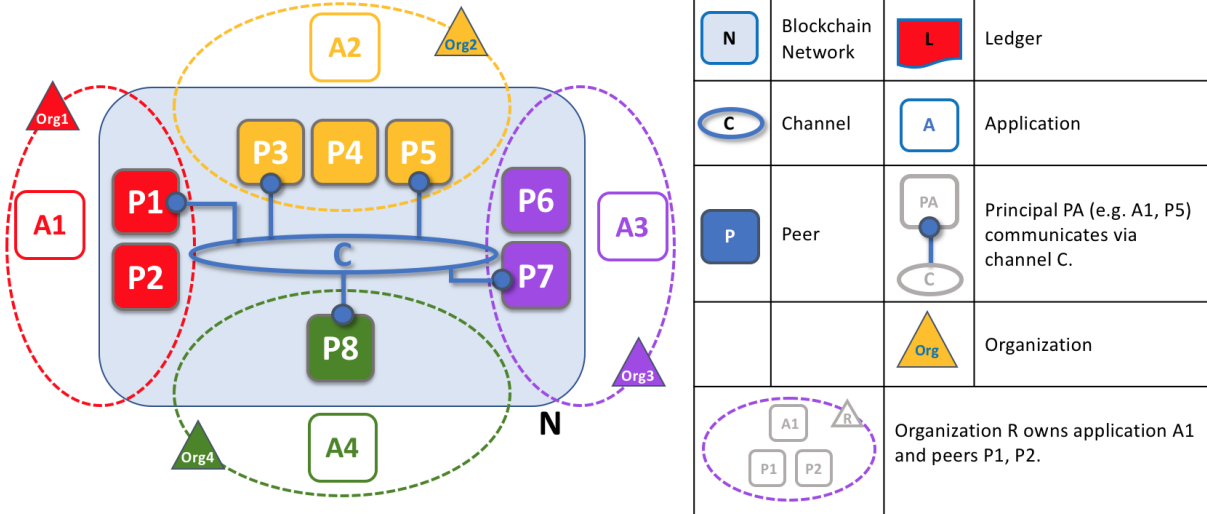 A2
Org2
Org1
P3
P4
P5
P1
P6
A1
A3
C
P2
P7
P8
Org3
N
A4
Org4
N
Blockchain
Network
L
Ledger
C
Channel
A
Application
P
Peer
PA
C
Principal PA (e.g. A1, P5)
communicates via
channel C.
Org
Organization
A1
R
P1
P2
Organization R owns application A1
and peers P1, P2.